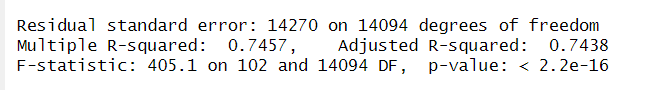 Residual standard error: 14270 on 14094 degrees of freedom
Multiple R-squared:  0.7457,    Adjusted R-squared:  0.7438
F-statistic: 405.1 on 102 and 14094 DF,  p-value: < 2.2e-16